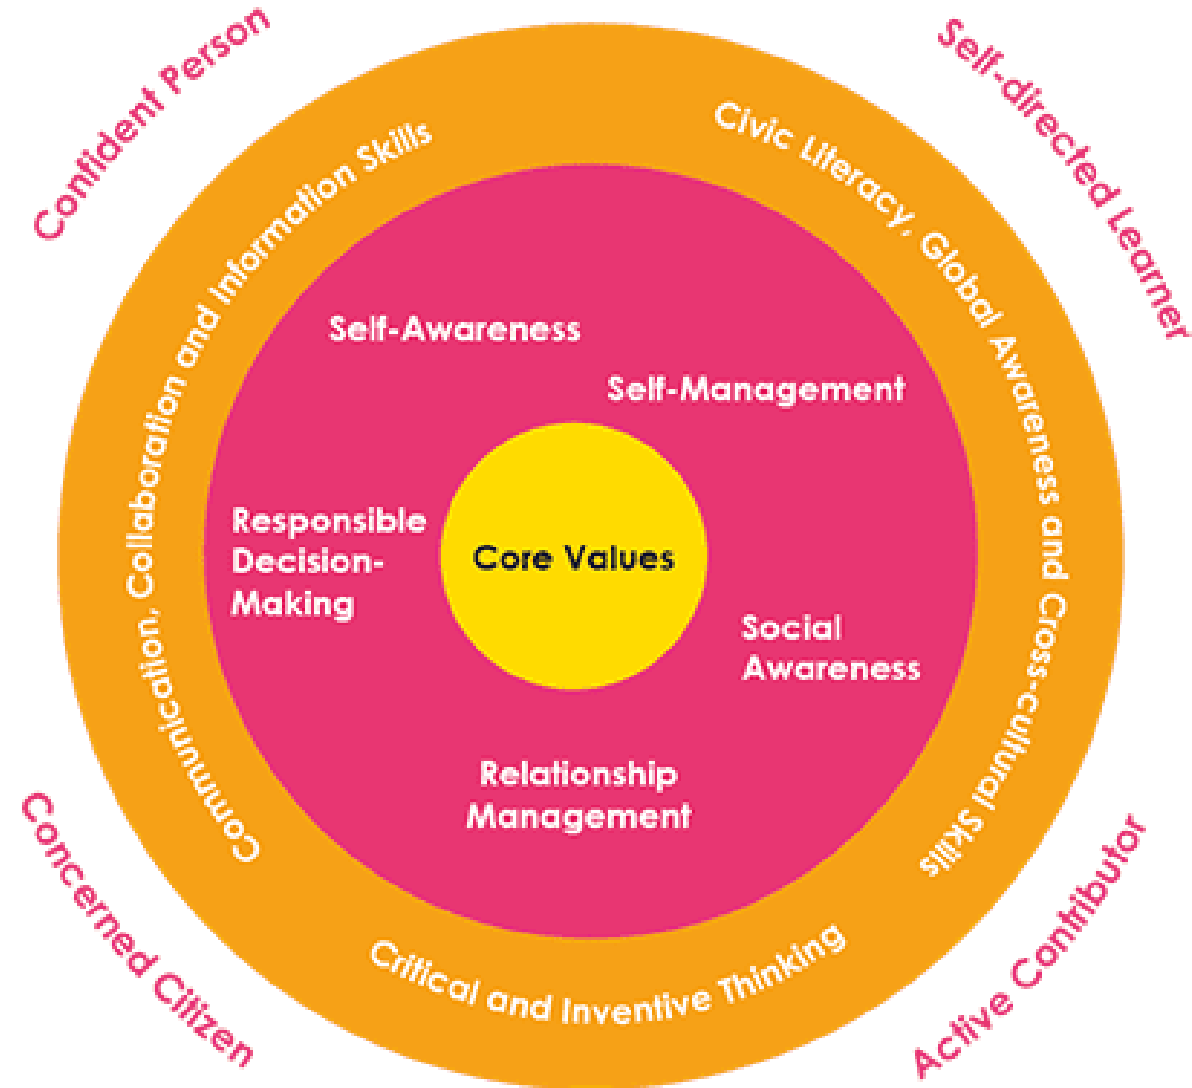 Confident Person
Self-directed Learner
Communication, Collaboration and Information Skills
Civic Literacy, Global Awareness and Cross-cultural Skills
Self-Awareness
Self-Management
Responsible
Decision-
Making
Core Values
Social
Awareness
Relationship
Management
Critical and Inventive Thinking
Concerned Citizen
Active Contributor